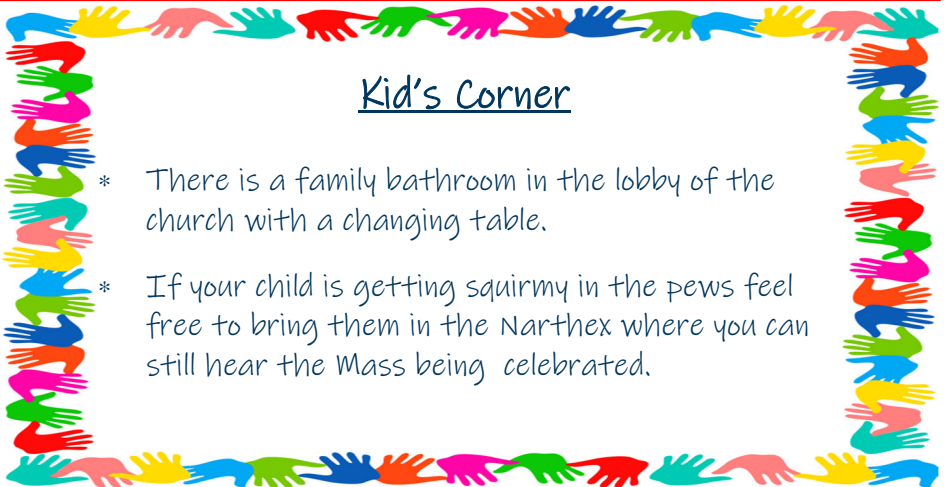 Kid's Corner
* There is a family bathroom in the lobby of the
church with a changing table.
* If your child is getting squirmy in the pews feel
free to bring them in the Narthex where you can
still hear the Mass being celebrated.